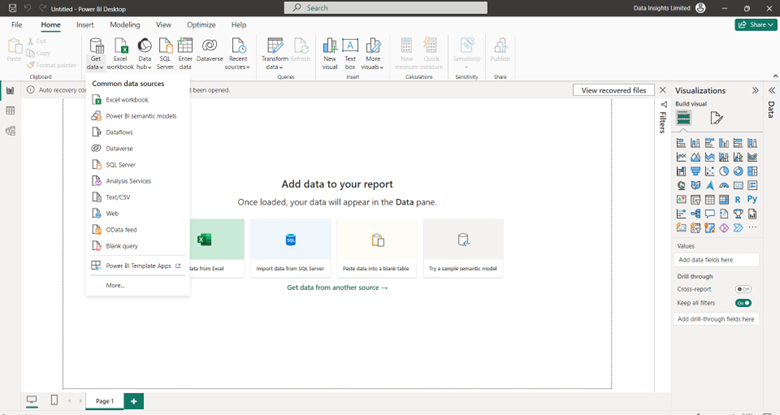 Untitled - Power BI Desktop
Search
Data Insights Limited
File Home Insert Modeling View Optimize Help
Share
Paste
Cut
Copy
Format painter
Clipboard
Get data
Excel workbook
Data hub
SQL Server
Enter data
Dataverse
Recent sources
Transform data
Refresh
Queries
New visual
Text box
More visuals
Insert
New measure
Quick measure
Calculations
Sensitivity
Sensitivity
Publish
Share
Auto recovery co
t been opened.
View recovered files
Common data sources
Excel workbook
Power BI semantic models
Dataflows
Dataverse
SQL Server
Analysis Services
Text/CSV
Web
OData feed
Blank query
Power BI Template Apps
More...
Add data to your report
Once loaded, your data will appear in the Data pane.
data from Excel
Import data from SQL Server
Paste data into a blank table
Try a sample semantic model
Get data from another source →
Filters
Visualizations
Build visual
R Py
Values
Add data fields here
Drill through
Cross-report
Off
Keep all filters
On
Add drill-through fields here
Data
Page 1